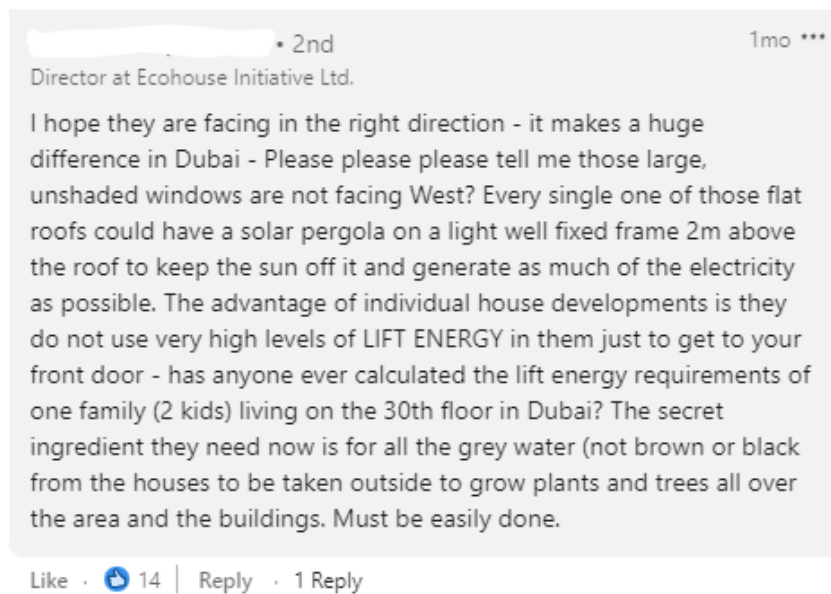 • 2nd
1mo •••
Director at Ecohouse Initiative Ltd.
I hope they are facing in the right direction - it makes a huge
difference in Dubai - Please please please tell me those large,
unshaded windows are not facing West? Every single one of those flat
roofs could have a solar pergola on a light well fixed frame 2m above
the roof to keep the sun off it and generate as much of the electricity
as possible. The advantage of individual house developments is they
do not use very high levels of LIFT ENERGY in them just to get to your
front door - has anyone ever calculated the lift energy requirements of
one family (2 kids) living on the 30th floor in Dubai? The secret
ingredient they need now is for all the grey water (not brown or black
from the houses to be taken outside to grow plants and trees all over
the area and the buildings. Must be easily done.
Like · 14 | Reply · 1 Reply